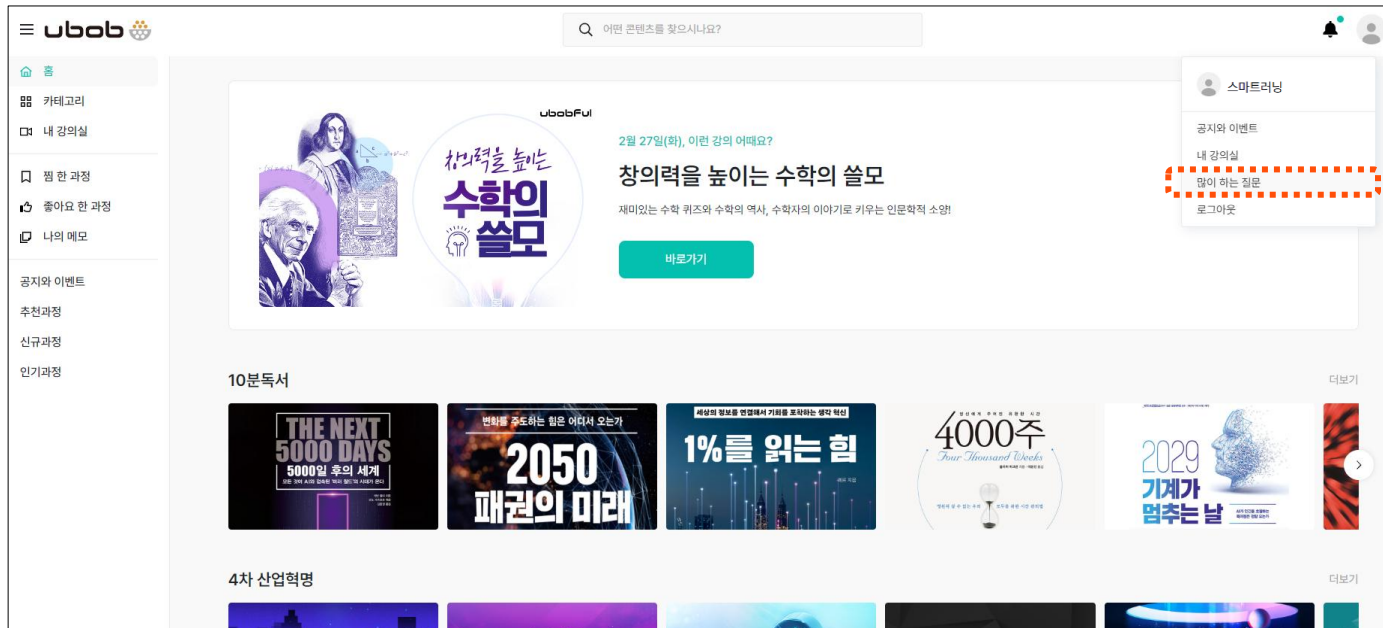 ubob
어떤 콘텐츠를 찾으시나요?
홈
카테고리
내 강의실
찜 한 과정
좋아요 한 과정
나의 메모
공지와 이벤트
추천과정
신규과정
인기과정
스마트러닝
공지와 이벤트
내 강의실
많이 하는 질문
로그아웃
ubobFul
창의력을 높이는
수학의
쓸모
2월 27일(화), 이런 강의 어때요?
창의력을 높이는 수학의 쓸모
재미있는 수학 퀴즈와 수학의 역사, 수학자의 이야기로 키우는 인문학적 소양!
바로가기
10분독서
더보기
THE NEXT
5000 DAYS
5000일 후의 세계
변화를 주도하는 힘은 어디서 오는가
2050
패권의 미래
세상의 정보를 연결해서 기회를 포착하는 생각 혁신
1%를 읽는 힘
4000주
Four Thousand Weeks
2029
기계가
멈추는 날
4차 산업혁명
더보기